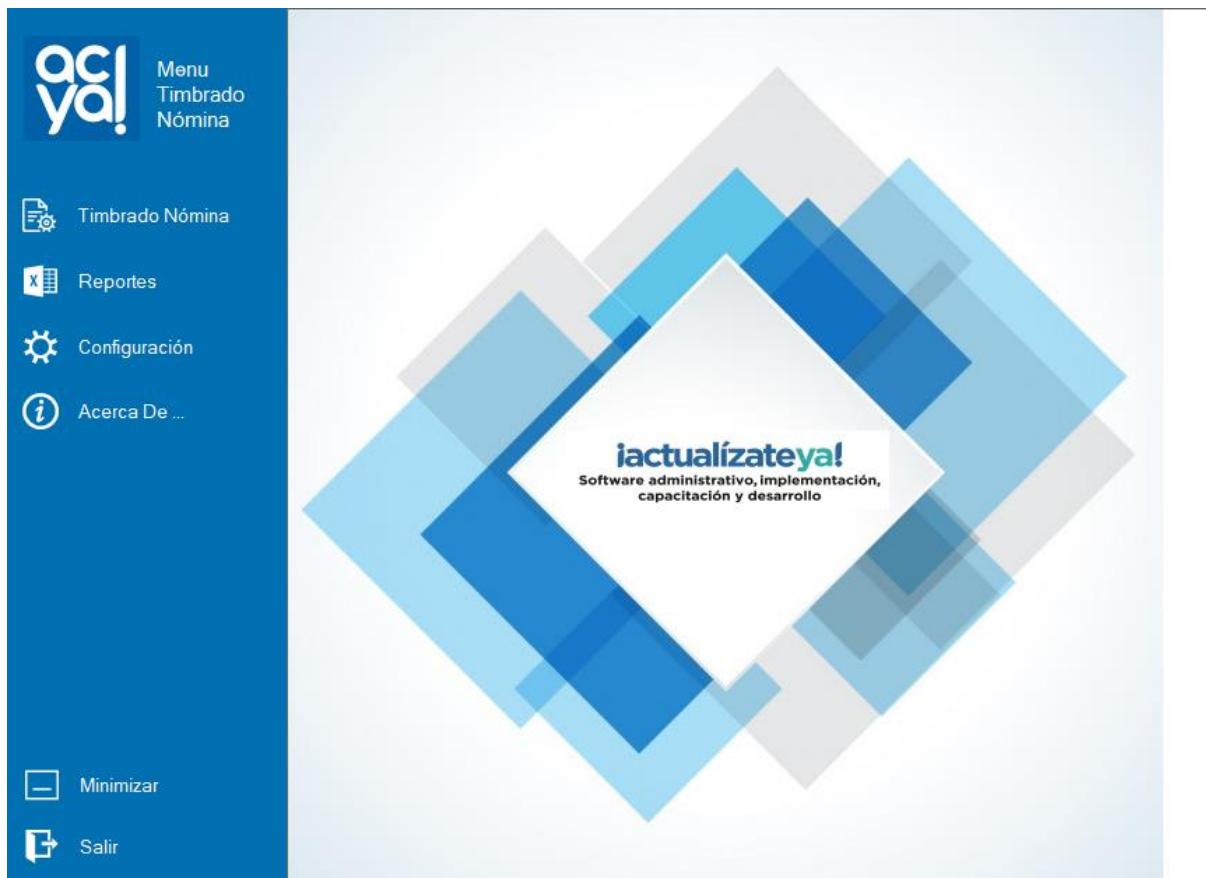 ac
ya!
Menu
Timbrado
Nómina
Timbrado Nómina
Reportes
Configuración
Acerca De ...
Minimizar
Salir
¡actualízateya!
Software administrativo, implementación,
capacitación y desarrollo